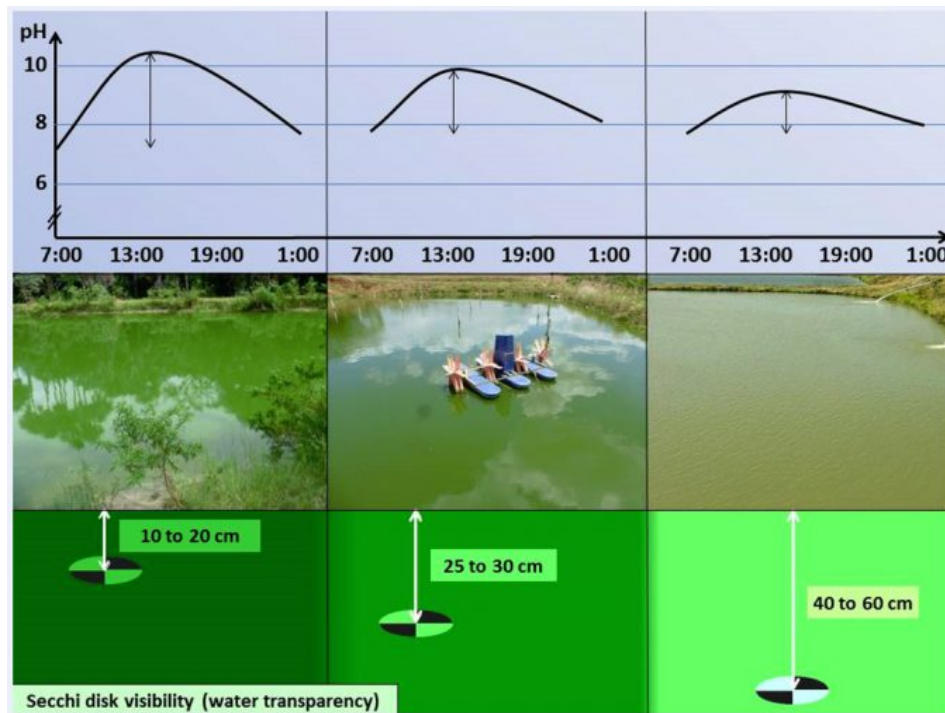 pH
10
8
6
7:00 13:00 19:00 1:00 7:00 13:00 19:00 1:00 7:00 13:00 19:00 1:00
10 to 20 cm
25 to 30 cm
40 to 60 cm
Secchi disk visibility (water transparency)